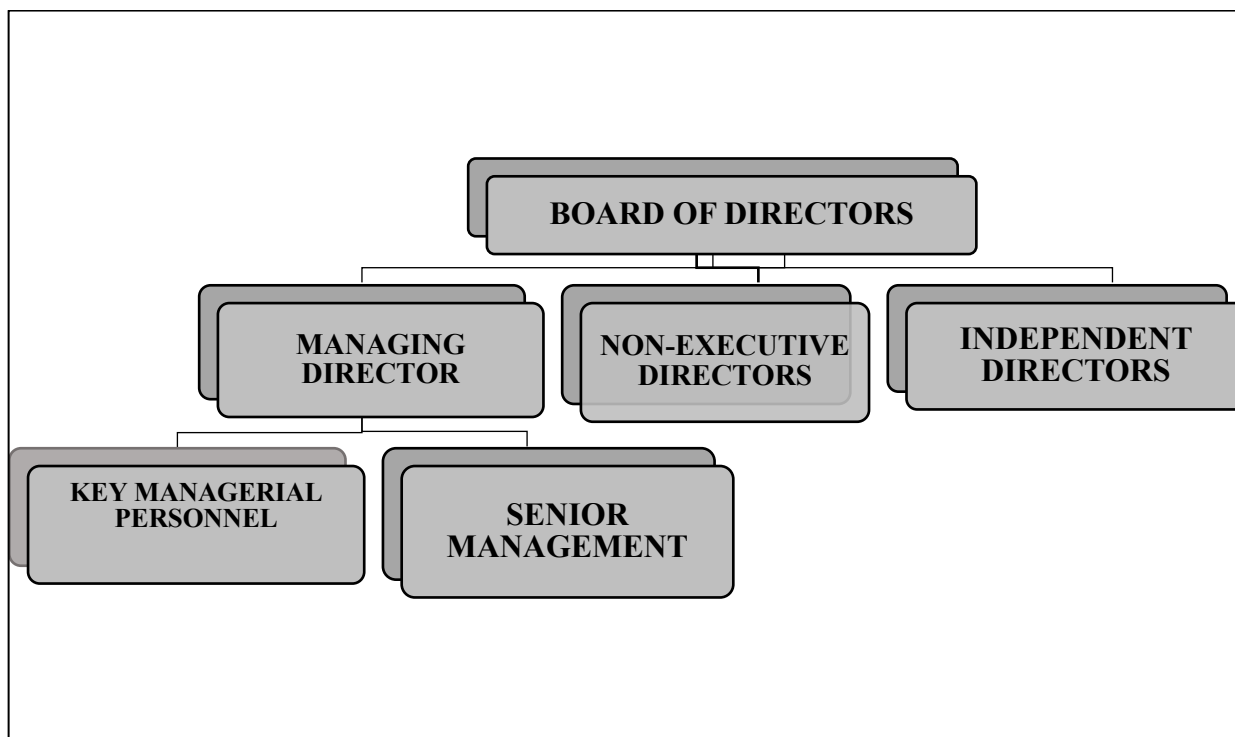 BOARD OF DIRECTORS
MANAGING
DIRECTOR
NON-EXECUTIVE
DIRECTORS
INDEPENDENT
DIRECTORS
KEY MANAGERIAL
PERSONNEL
SENIOR
MANAGEMENT